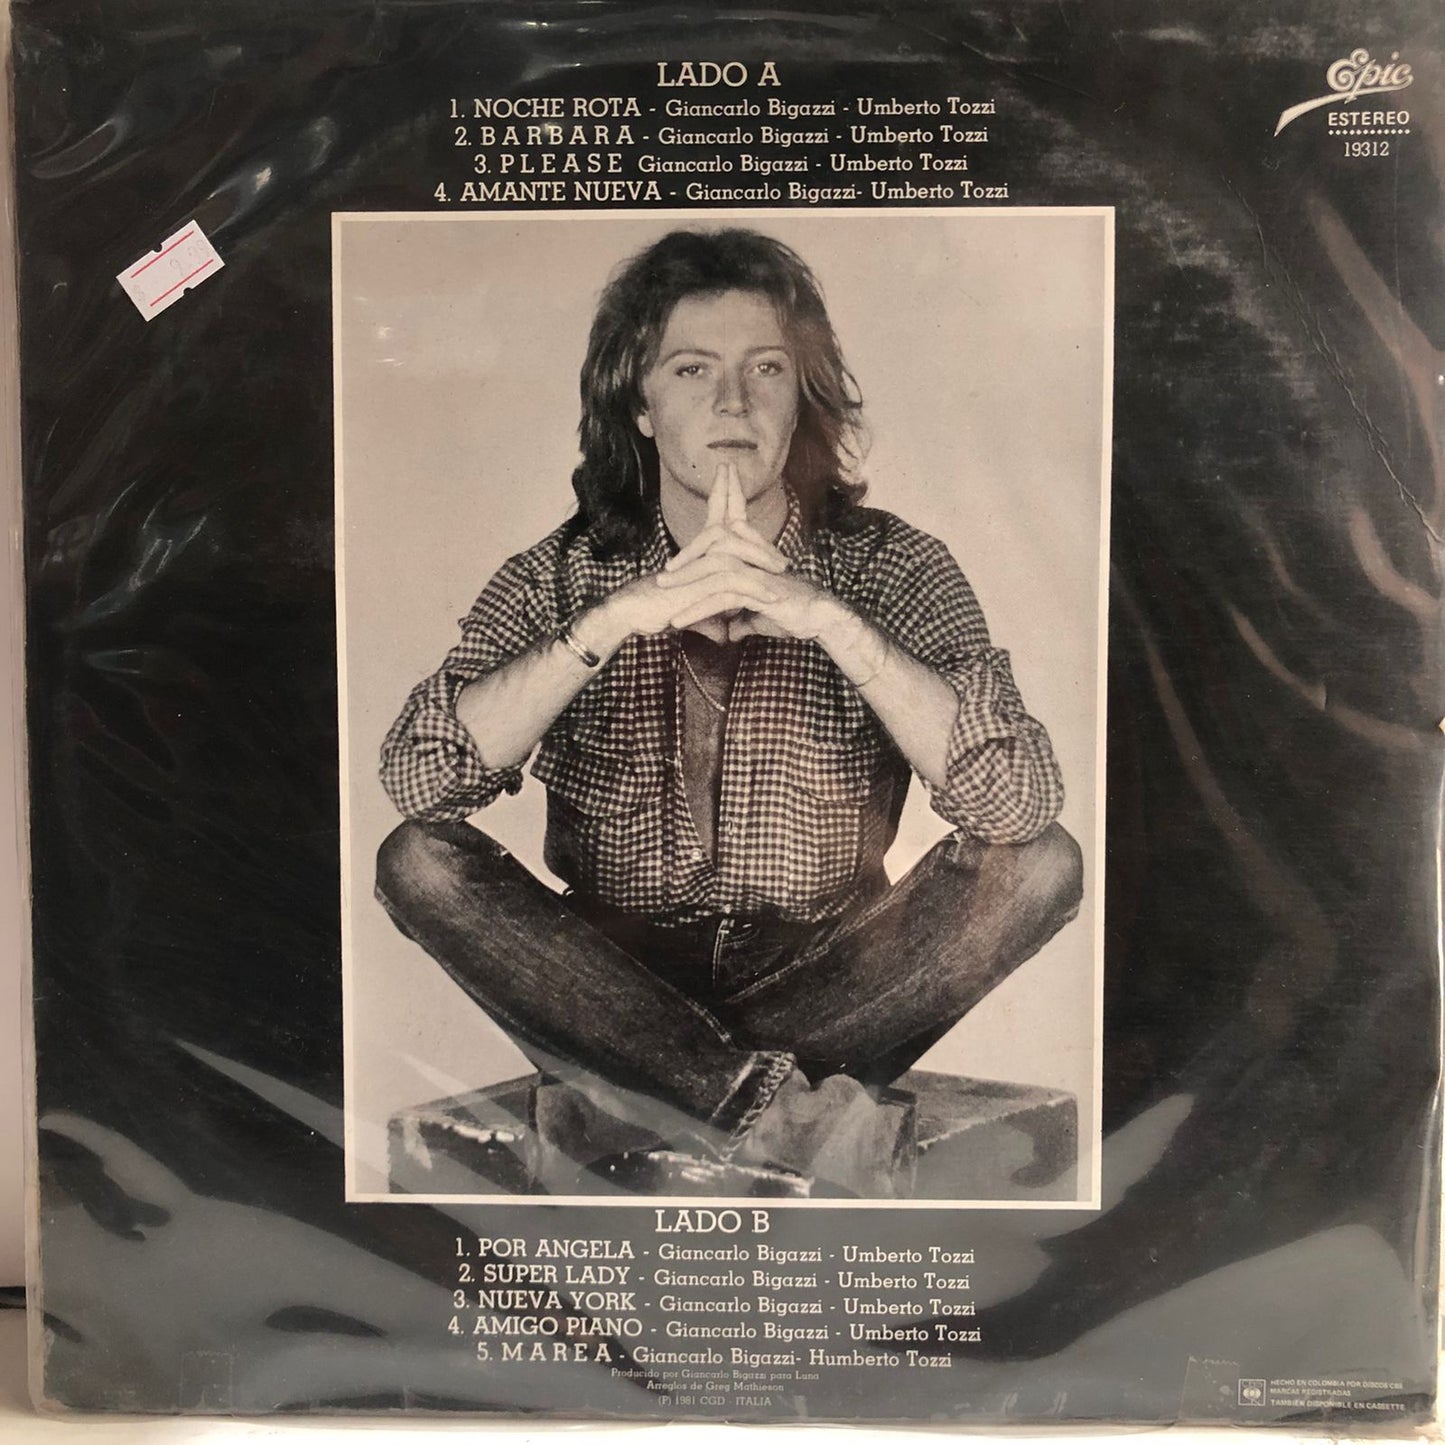 LADO A
1. NOCHE ROTA - Giancarlo Bigazzi - Umberto Tozzi
2. BARBARA - Giancarlo Bigazzi - Umberto Tozzi
3. PLEASE Giancarlo Bigazzi - Umberto Tozzi
4. AMANTE NUEVA - Giancarlo Bigazzi- Umberto Tozzi
Epic
ESTEREO
19312
LADO B
1. POR ANGELA - Giancarlo Bigazzi - Umberto Tozzi
2. SUPER LADY - Giancarlo Bigazzi - Umberto Tozzi
3. NUEVA YORK - Giancarlo Bigazzi - Umberto Tozzi
4. AMIGO PIANO - Giancarlo Bigazzi - Umberto Tozzi
5. MAREA - Giancarlo Bigazzi- Humberto Tozzi
Producido por Giancarlo Bigazzi para Luna
Arreglos de Greg Mathieson
(P) 1981 CGD - ITALIA
CBS
HECHO EN COLOMBIA POR DISCOS CBS
MARCAS REGISTRADAS
TAMBIEN DISPONIBLE EN CASSETTE